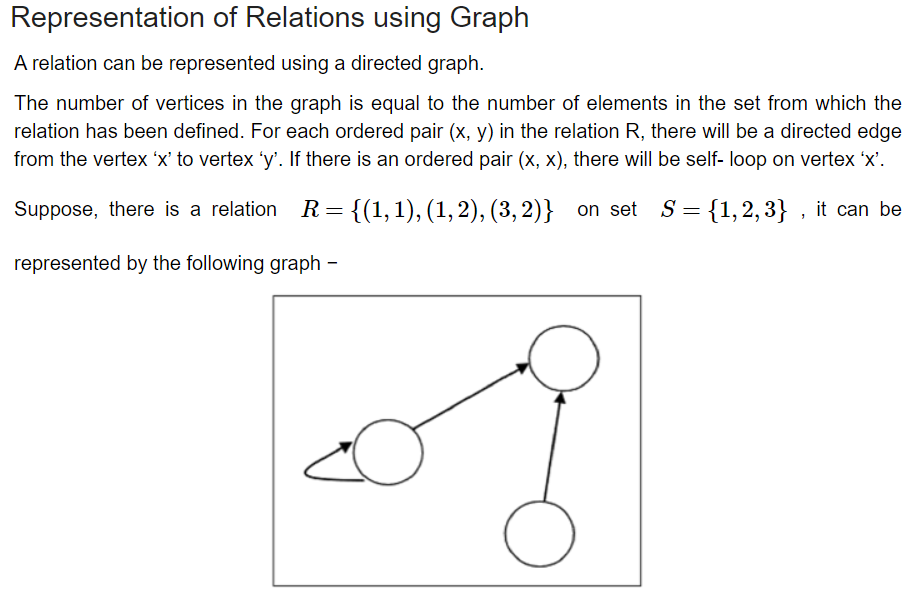 Representation of Relations using Graph
A relation can be represented using a directed graph.
The number of vertices in the graph is equal to the number of elements in the set from which the
relation has been defined. For each ordered pair (x, y) in the relation R, there will be a directed edge
from the vertex ‘x’ to vertex ‘y’. If there is an ordered pair (x, x), there will be self- loop on vertex ‘x’.
Suppose, there is a relation R = {(1, 1), (1, 2), (3, 2)} on set S = {1, 2, 3} , it can be
represented by the following graph −